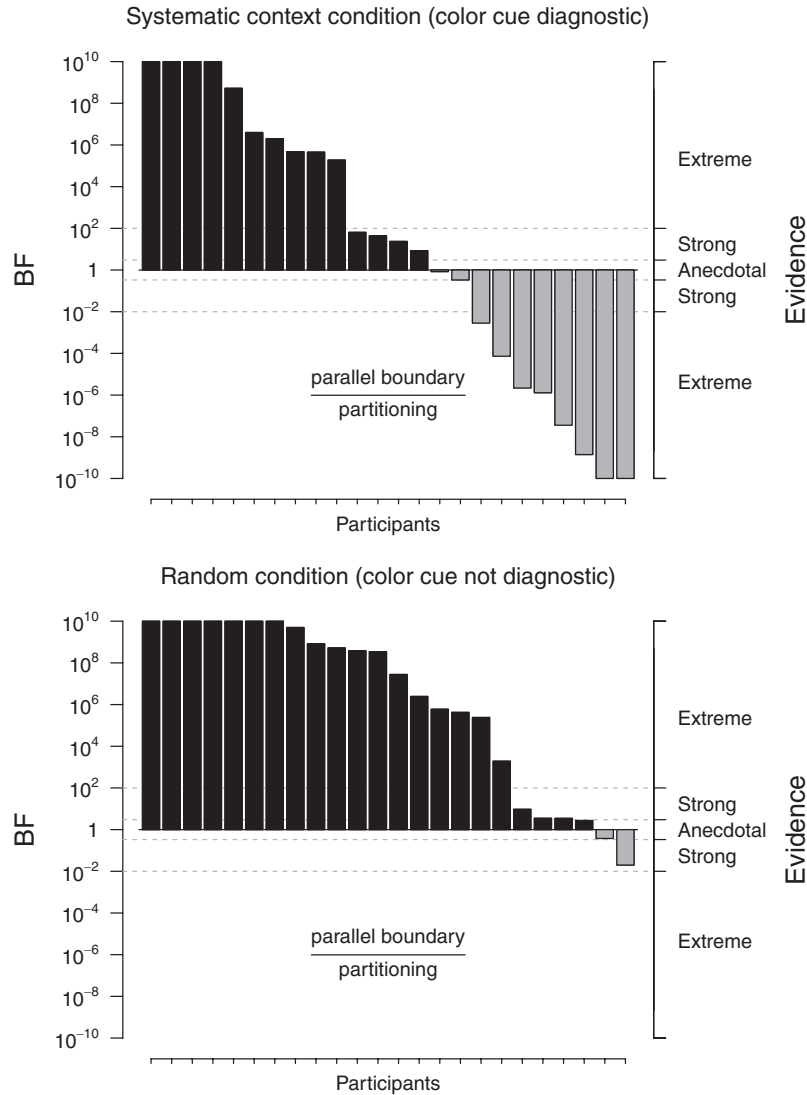 Systematic context condition (color cue diagnostic)
BF
10^10
10^8
10^6
10^4
10^2
1
10^−2
10^−4
10^−6
10^−8
10^−10
Extreme
Strong
Anecdotal
Strong
Extreme
Evidence
parallel boundary
partitioning
Participants
Random condition (color cue not diagnostic)
BF
10^10
10^8
10^6
10^4
10^2
1
10^−2
10^−4
10^−6
10^−8
10^−10
Extreme
Strong
Anecdotal
Strong
Extreme
Evidence
parallel boundary
partitioning
Participants